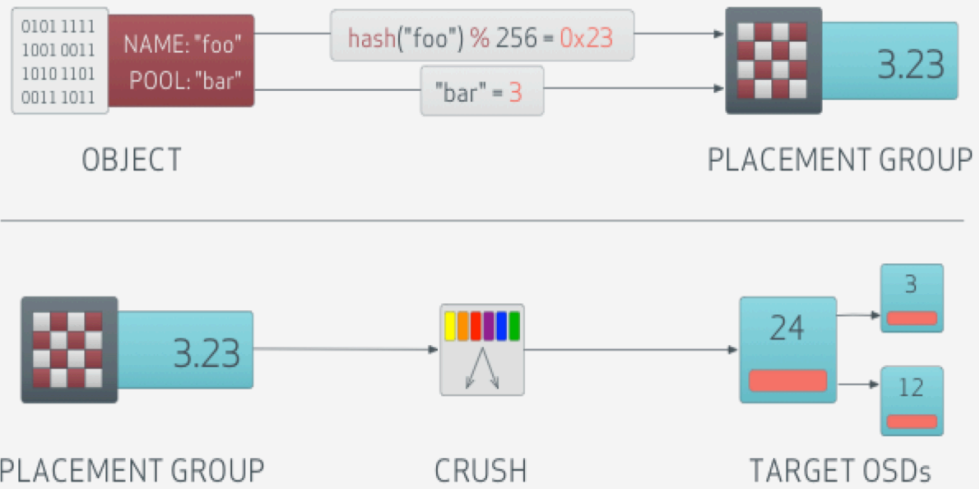 0101 1111
1001 0011
1010 1101
0011 1011
NAME: "foo"
POOL: "bar"
hash("foo") % 256 = 0x23
"bar" = 3
3.23
OBJECT
PLACEMENT GROUP
3.23
24
3
12
PLACEMENT GROUP
CRUSH
TARGET OSDs